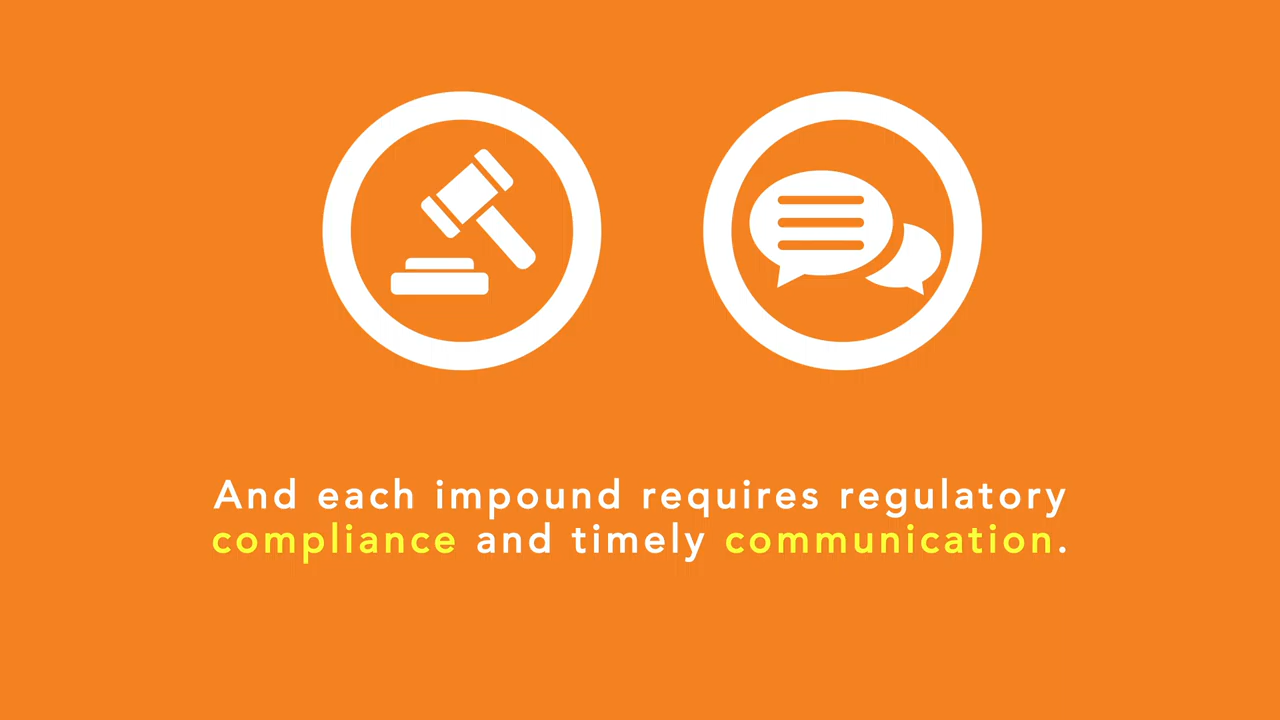 And each impound requires regulatory
compliance and timely communication.